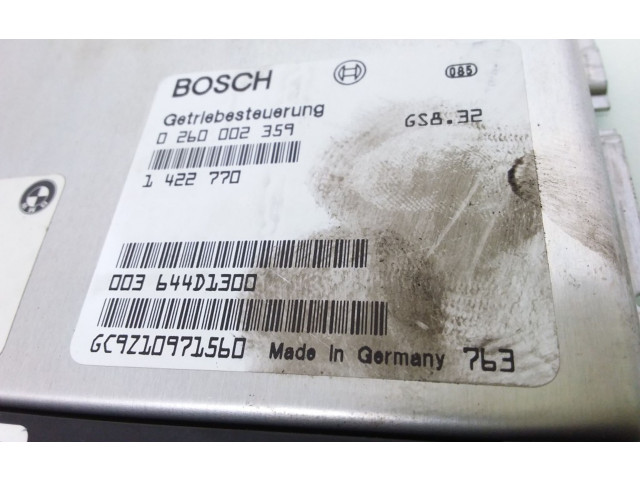 BOSCH
085
Getriebesteuerung
0 260 002 359
GS8.32
1 422 770
003 644D1300
GC9Z10971560 Made in Germany 763